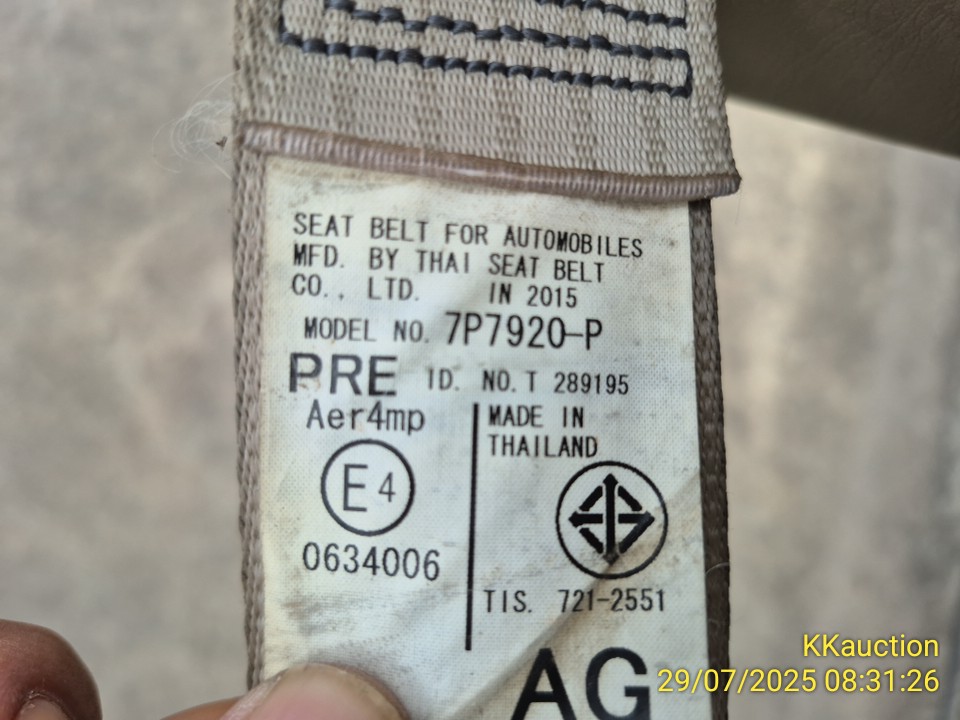 SEAT BELT FOR AUTOMOBILES
MFD. BY THAI SEAT BELT
CO., LTD. IN 2015
MODEL NO. 7P7920-P
PRE ID. NO. T 289195
Aer4mp
MADE IN
THAILAND
E4
0634006
TIS. 721-2551
AG
KKauction
29/07/2025 08:31:26